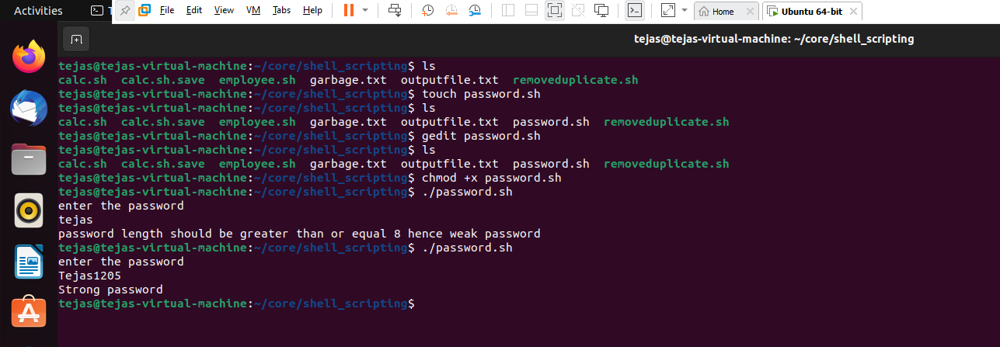 Activities
File Edit View VM Tabs Help
Home
Ubuntu 64-bit
tejas@tejas-virtual-machine: ~/core/shell_scripting
tejas@tejas-virtual-machine:~/core/shell_scripting$ ls
calc.sh calc.sh.save employee.sh garbage.txt outputfile.txt removeduplicate.sh
tejas@tejas-virtual-machine:~/core/shell_scripting$ touch password.sh
tejas@tejas-virtual-machine:~/core/shell_scripting$ ls
calc.sh calc.sh.save employee.sh garbage.txt outputfile.txt password.sh removeduplicate.sh
tejas@tejas-virtual-machine:~/core/shell_scripting$ gedit password.sh
tejas@tejas-virtual-machine:~/core/shell_scripting$ ls
calc.sh calc.sh.save employee.sh garbage.txt outputfile.txt password.sh removeduplicate.sh
tejas@tejas-virtual-machine:~/core/shell_scripting$ chmod +x password.sh
tejas@tejas-virtual-machine:~/core/shell_scripting$ ./password.sh
enter the password
tejas
password length should be greater than or equal 8 hence weak password
tejas@tejas-virtual-machine:~/core/shell_scripting$ ./password.sh
enter the password
Tejas1205
Strong password
tejas@tejas-virtual-machine:~/core/shell_scripting$